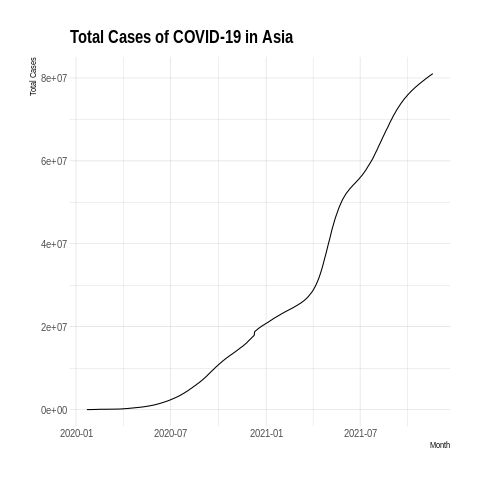 Total Cases of COVID-19 in Asia
Total Cases
8e+07
6e+07
4e+07
2e+07
0e+00
2020-01 2020-07 2021-01 2021-07
Month